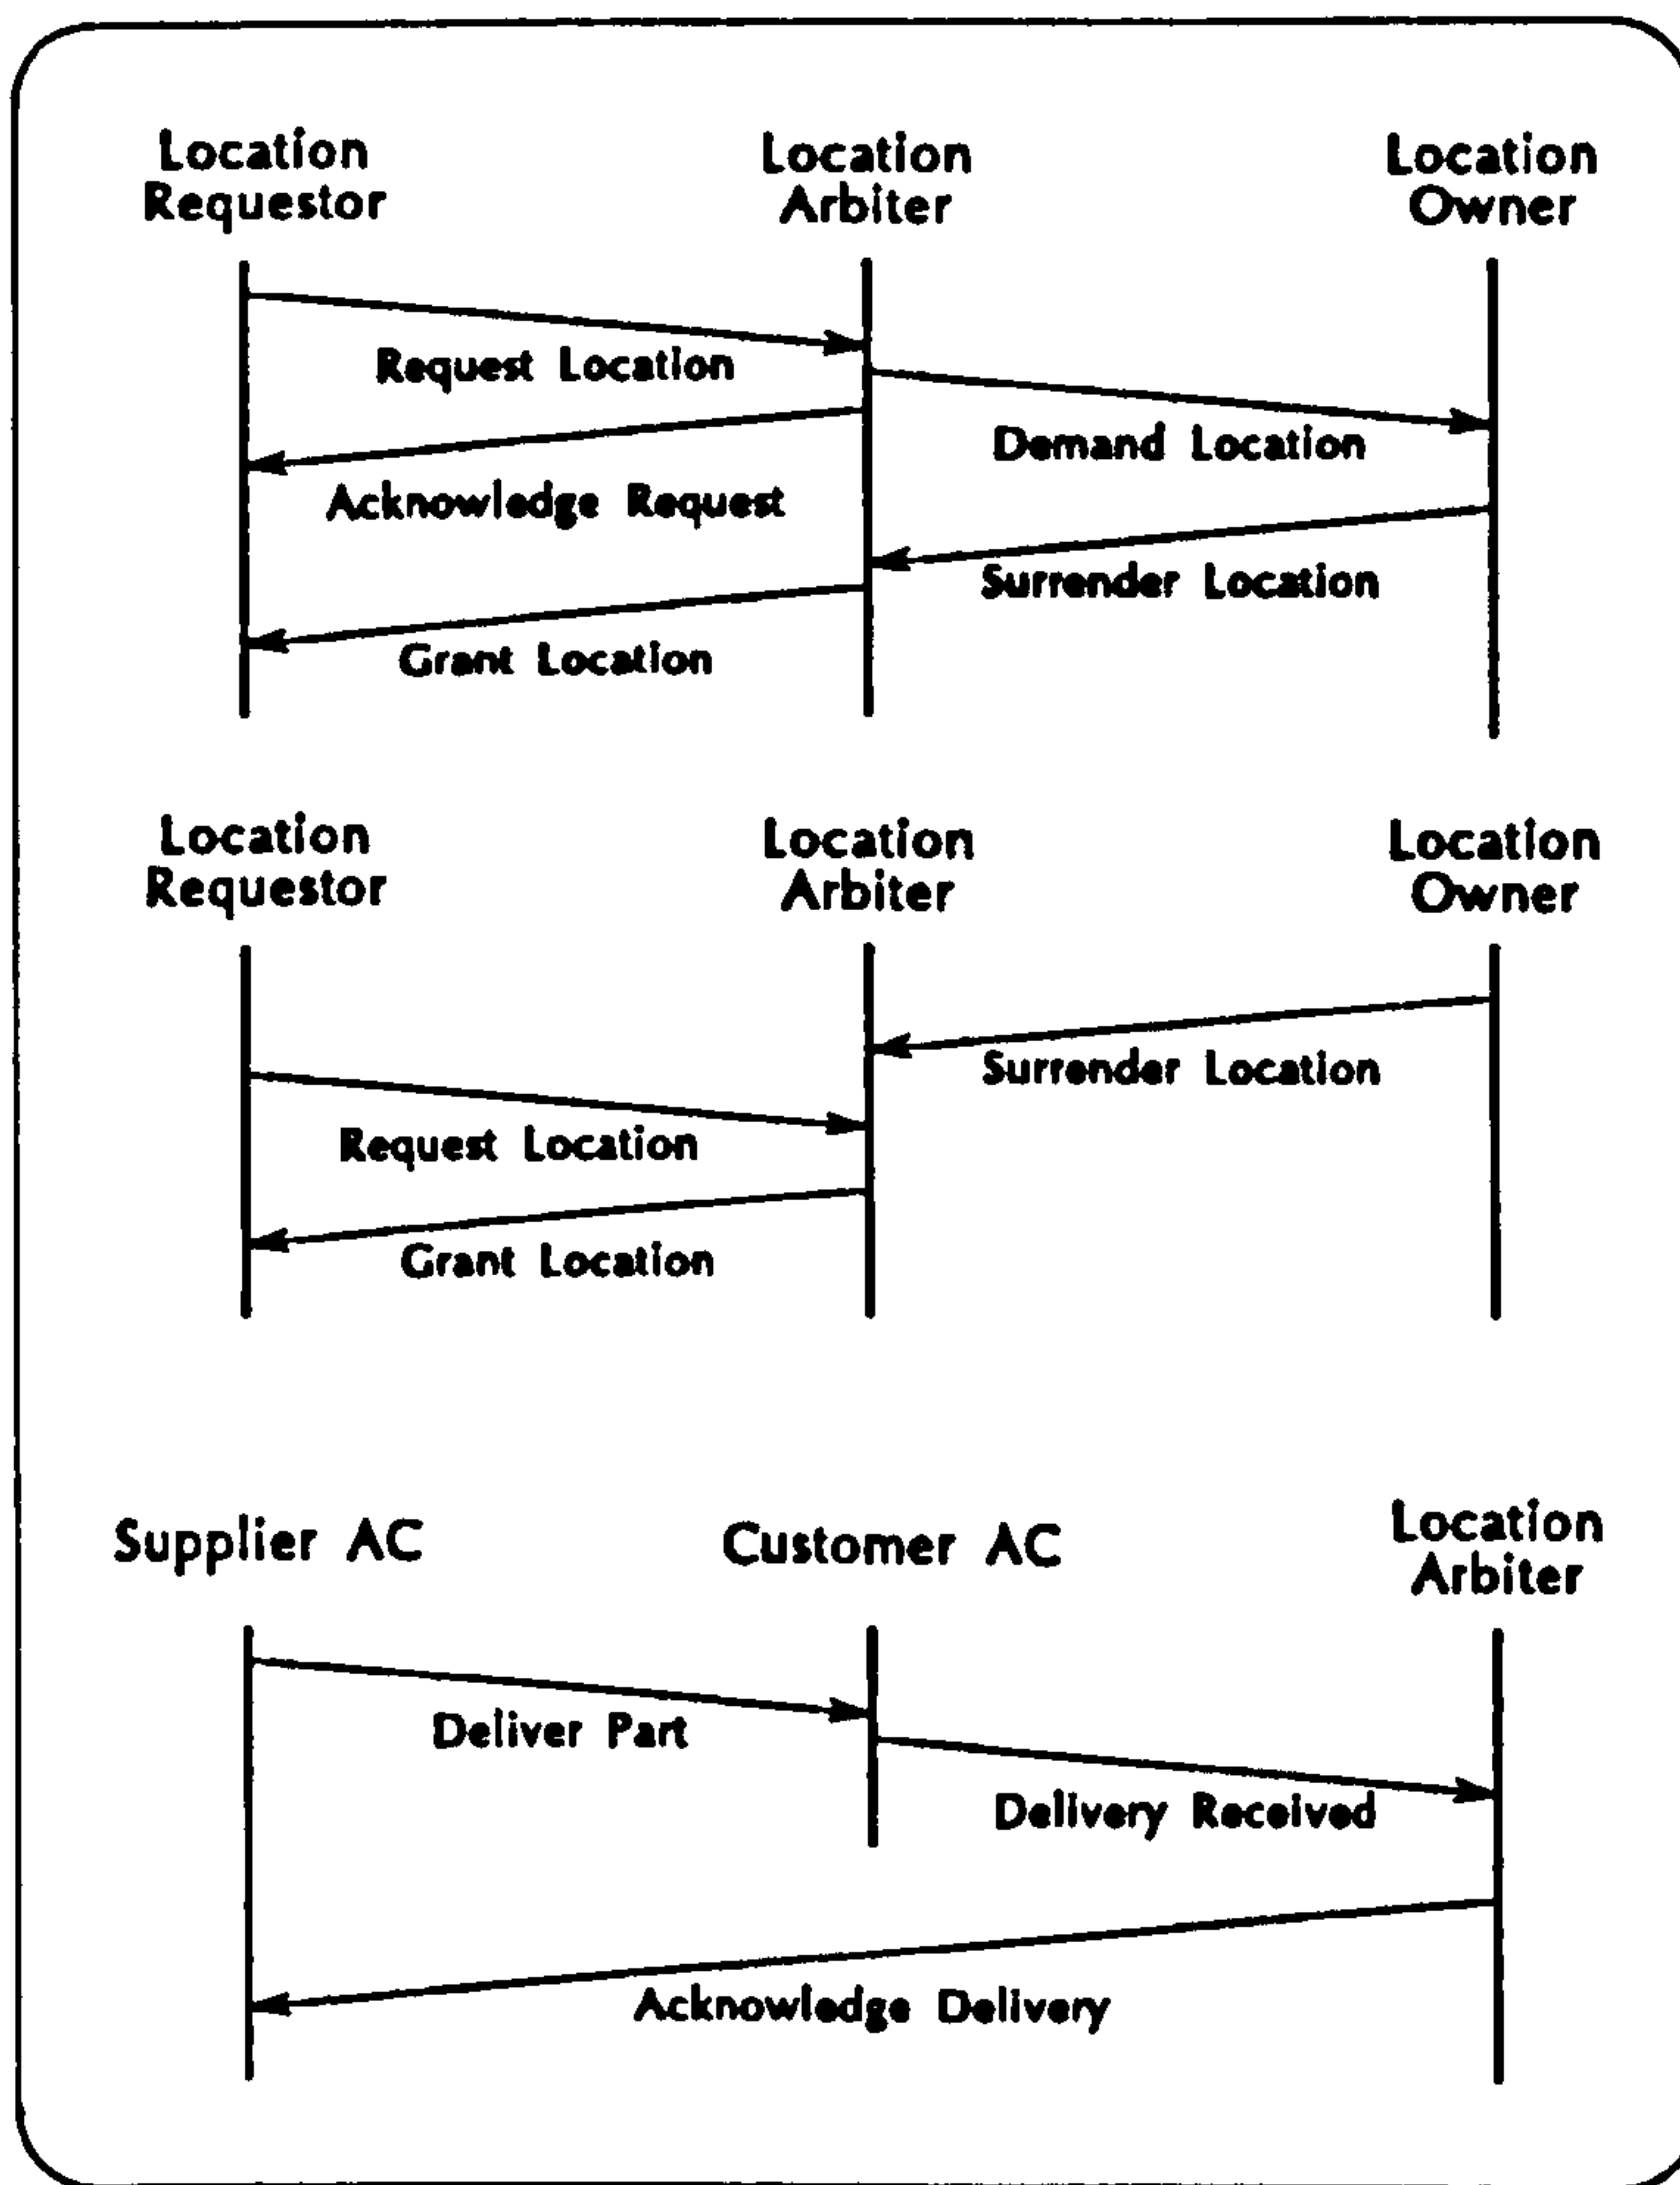 Location Requestor
Location Arbiter
Location Owner
Request Location
Demand Location
Acknowledge Request
Surrender Location
Grant Location
Location Requestor
Location Arbiter
Location Owner
Surrender Location
Request Location
Grant Location
Supplier AC
Customer AC
Location Arbiter
Deliver Part
Delivery Received
Acknowledge Delivery